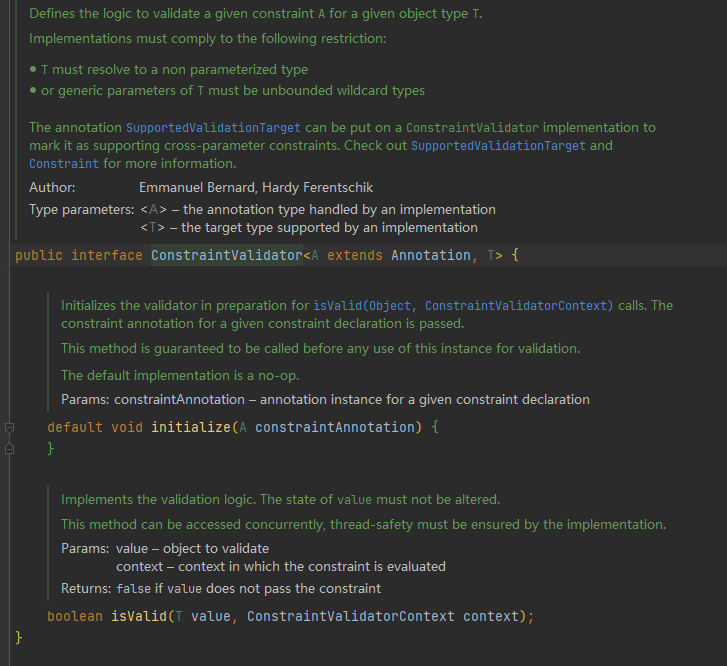 Defines the logic to validate a given constraint A for a given object type T.
Implementations must comply to the following restriction:
• T must resolve to a non parameterized type
• or generic parameters of T must be unbounded wildcard types
The annotation SupportedValidationTarget can be put on a ConstraintValidator implementation to
mark it as supporting cross-parameter constraints. Check out SupportedValidationTarget and
Constraint for more information.
Author: Emmanuel Bernard, Hardy Ferentschik
Type parameters: <A> – the annotation type handled by an implementation
<T> – the target type supported by an implementation
public interface ConstraintValidator<A extends Annotation, T> {
Initializes the validator in preparation for isValid(Object, ConstraintValidatorContext) calls. The
constraint annotation for a given constraint declaration is passed.
This method is guaranteed to be called before any use of this instance for validation.
The default implementation is a no-op.
Params: constraintAnnotation – annotation instance for a given constraint declaration
default void initialize(A constraintAnnotation) {
}
Implements the validation logic. The state of value must not be altered.
This method can be accessed concurrently, thread-safety must be ensured by the implementation.
Params: value – object to validate
context – context in which the constraint is evaluated
Returns: false if value does not pass the constraint
boolean isValid(T value, ConstraintValidatorContext context);
}